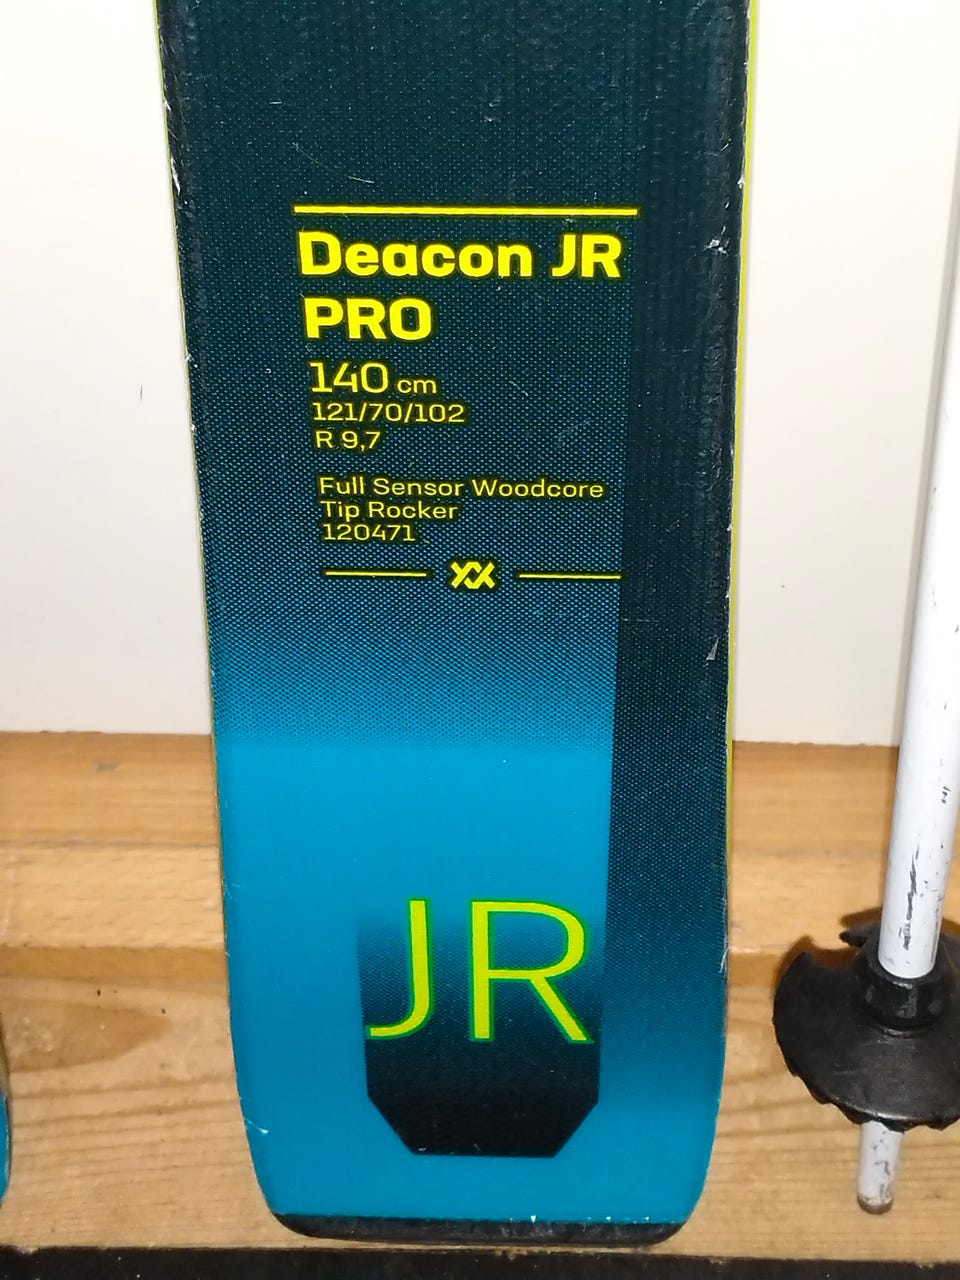 Deacon JR
PRO
140 cm
121/70/102
R 9,7
Full Sensor Woodcore
Tip Rocker
120471
JR